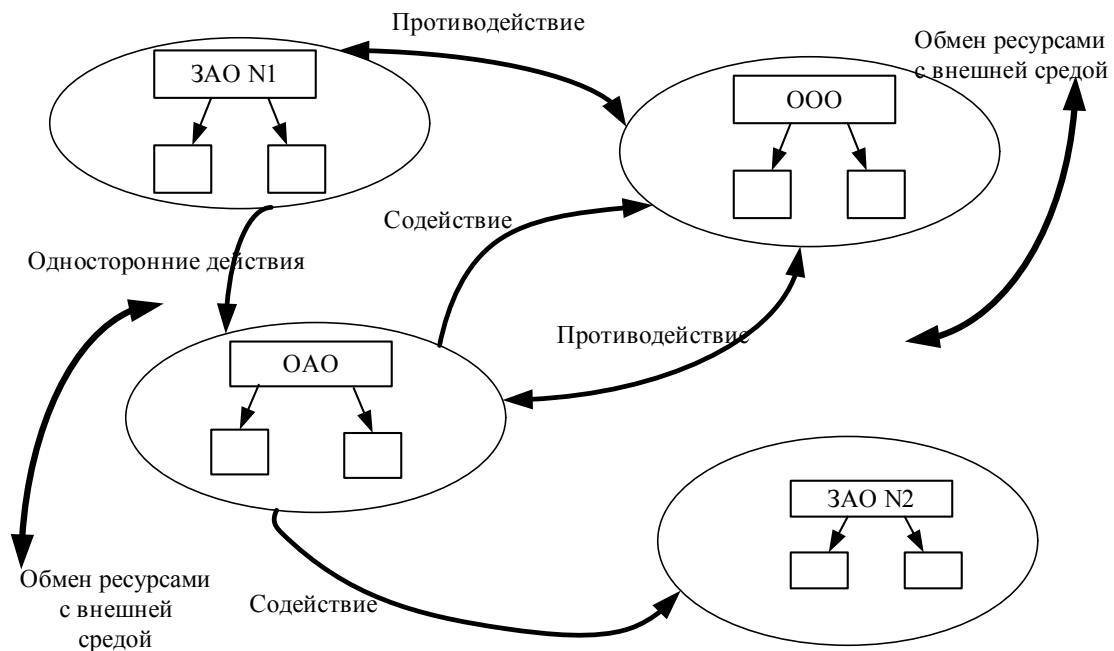 Противодействие
Обмен ресурсами
с внешней средой
ЗАО N1
ООО
Содействие
Односторонние действия
Противодействие
ОАО
ЗАО N2
Обмен ресурсами
с внешней
средой
Содействие